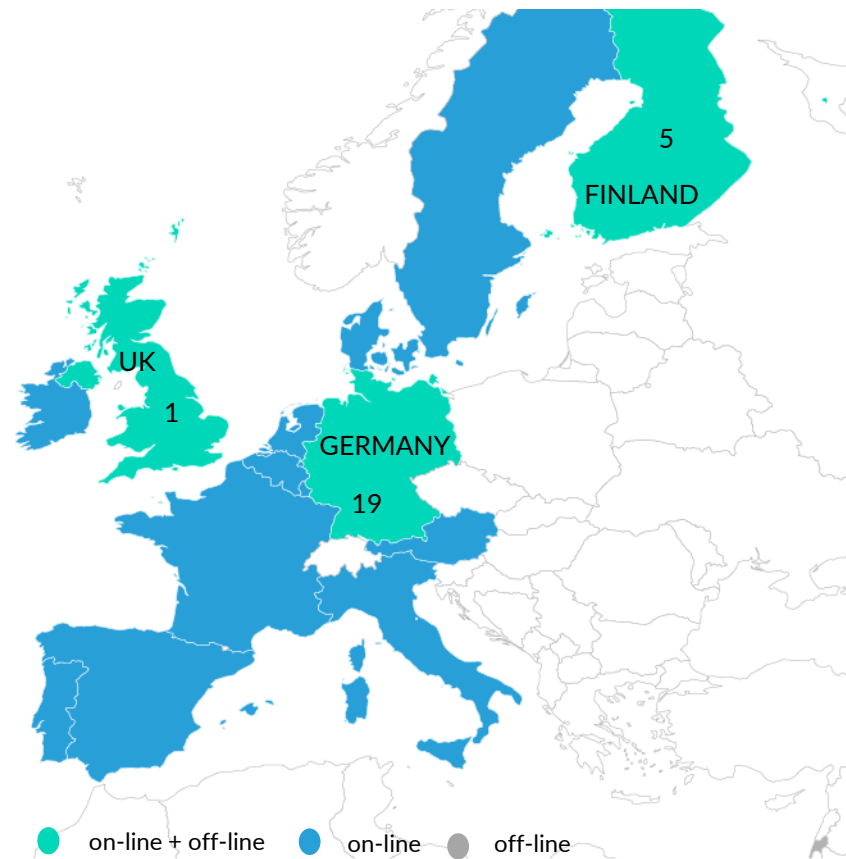 5
FINLAND
UK
1
GERMANY
19
on-line + off-line
on-line
off-line